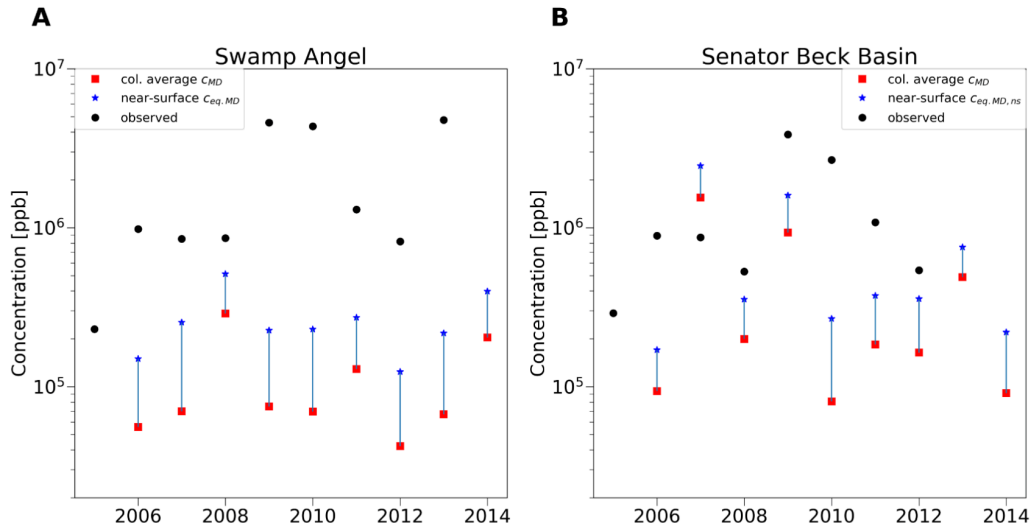 A
Swamp Angel
col. average c_MD
near-surface c_eq.MD
observed
Concentration [ppb]
10^7
10^6
10^5
2006 2008 2010 2012 2014
B
Senator Beck Basin
col. average c_MD
near-surface c_eq.MD,ns
observed
Concentration [ppb]
10^7
10^6
10^5
2006 2008 2010 2012 2014